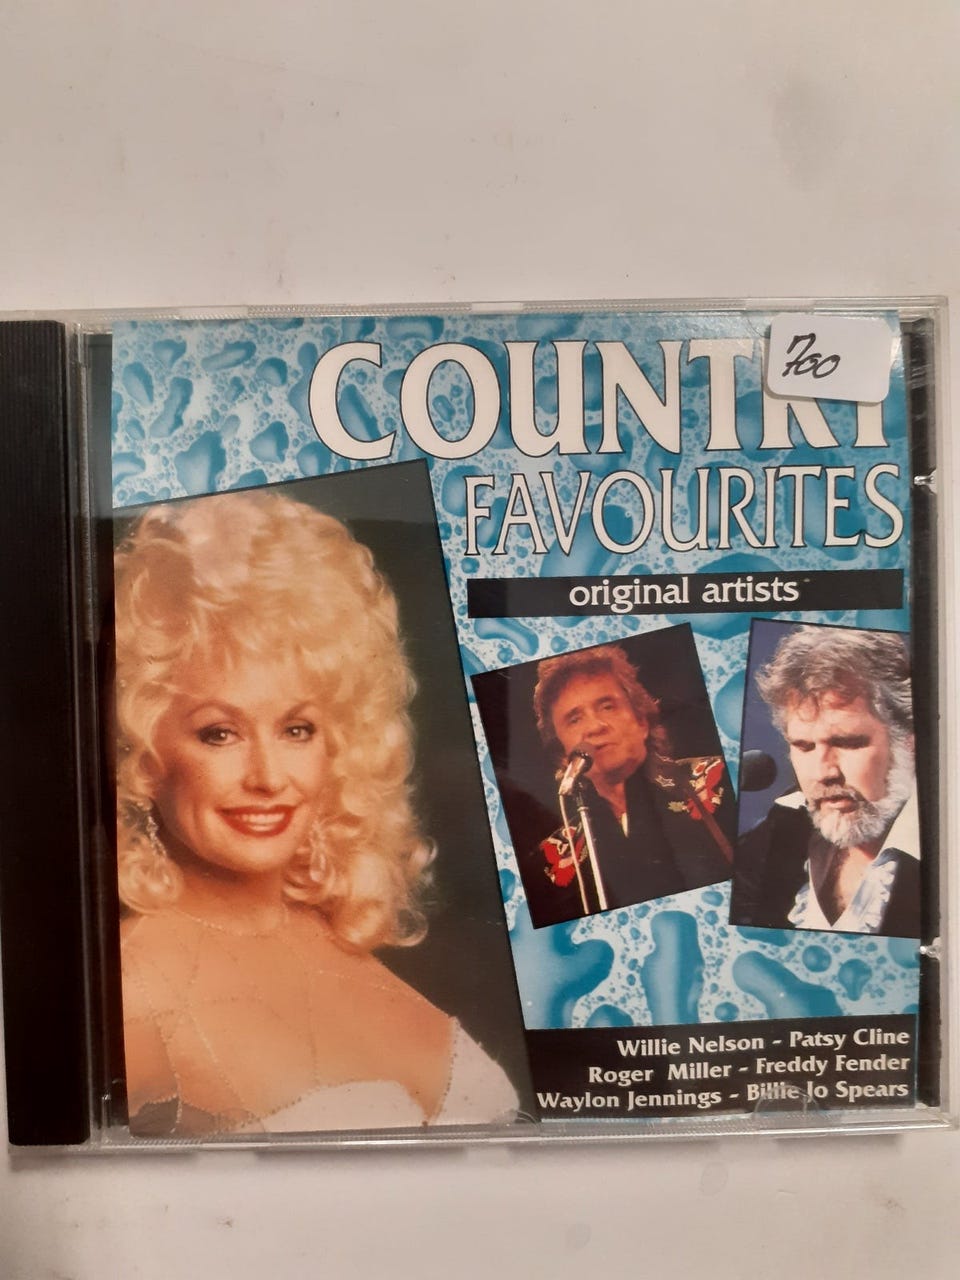 700
COUNTRY
FAVOURITES
original artists
Willie Nelson - Patsy Cline
Roger Miller - Freddy Fender
Waylon Jennings - Billie Jo Spears